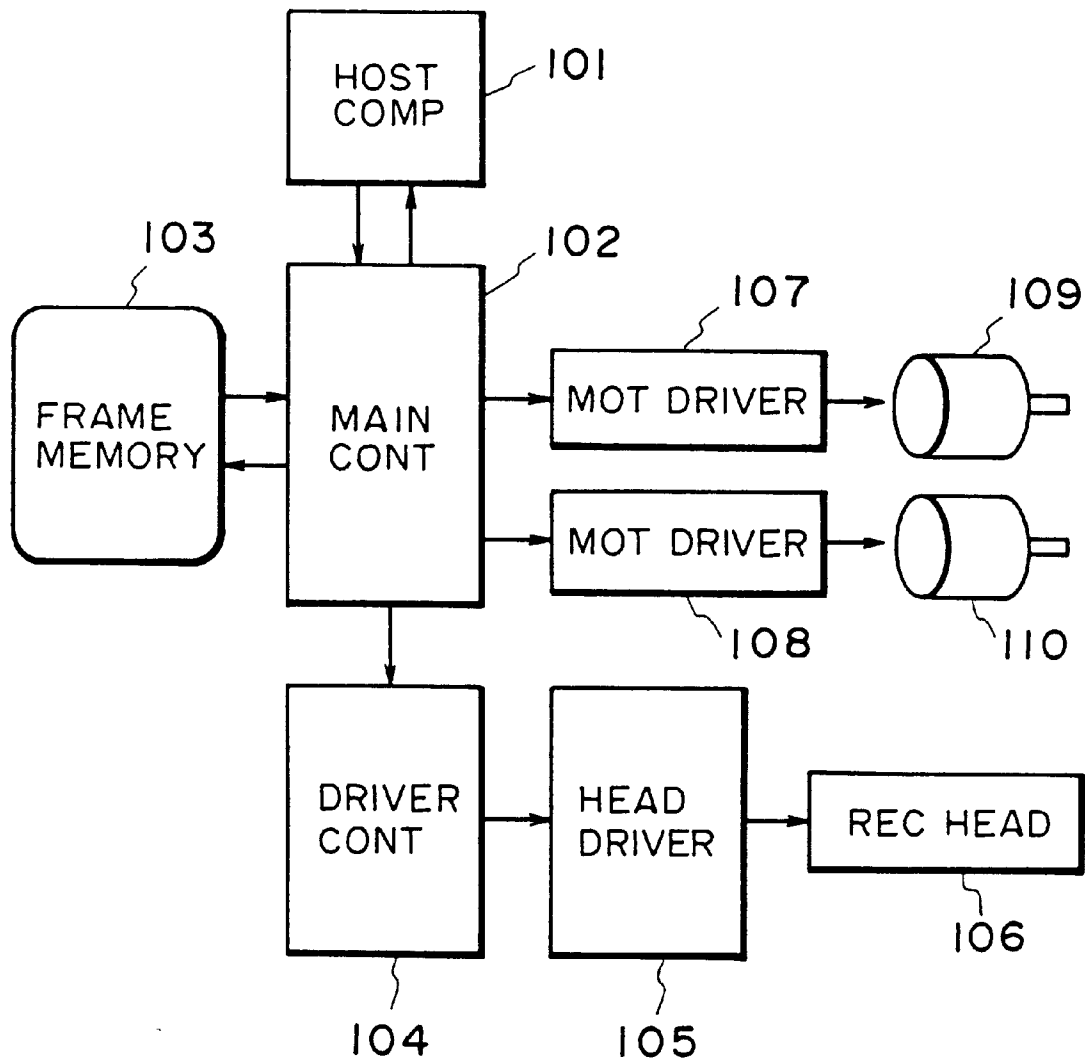 HOST
COMP
101
103
102
107
109
FRAME
MEMORY
MAIN
CONT
MOT DRIVER
MOT DRIVER
108
110
DRIVER
CONT
HEAD
DRIVER
REC HEAD
106
104
105